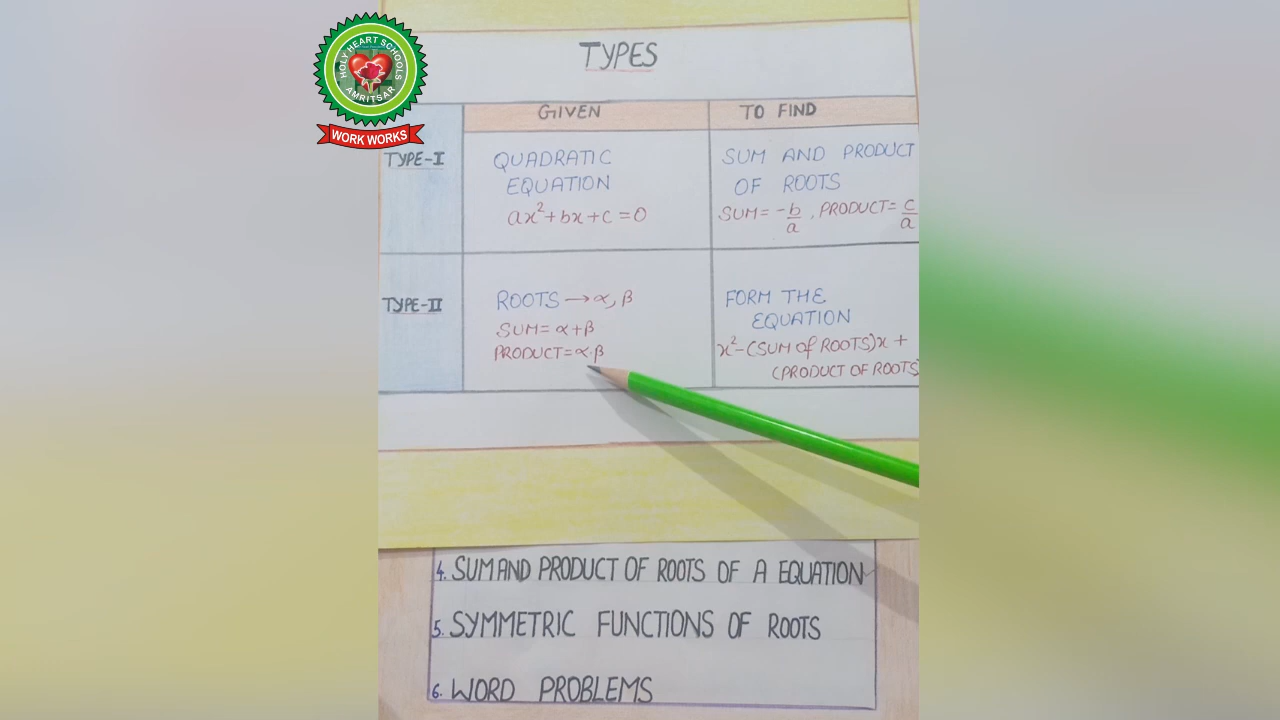 HOLY HEART SCHOOLS
AMRITSAR
WORK WORKS
TYPES
GIVEN
TO FIND
TYPE-I
QUADRATIC
EQUATION
ax²+bx+c=0
SUM AND PRODUCT
OF ROOTS
SUM= -b/a, PRODUCT= c/a
TYPE-II
ROOTS→α,β
SUM=α+β
PRODUCT=α.β
FORM THE
EQUATION
x²-(SUM of ROOTS)x+
(PRODUCT OF ROOTS)
4. SUM AND PRODUCT OF ROOTS OF A EQUATION
5. SYMMETRIC FUNCTIONS OF ROOTS
6. WORD PROBLEMS